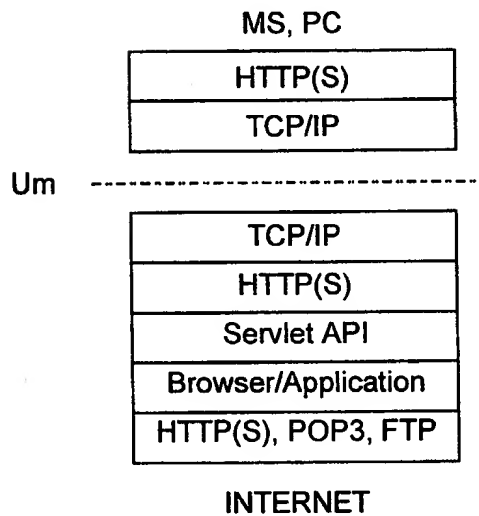 MS, PC
HTTP(S)
TCP/IP
Um
TCP/IP
HTTP(S)
Servlet API
Browser/Application
HTTP(S), POP3, FTP
INTERNET